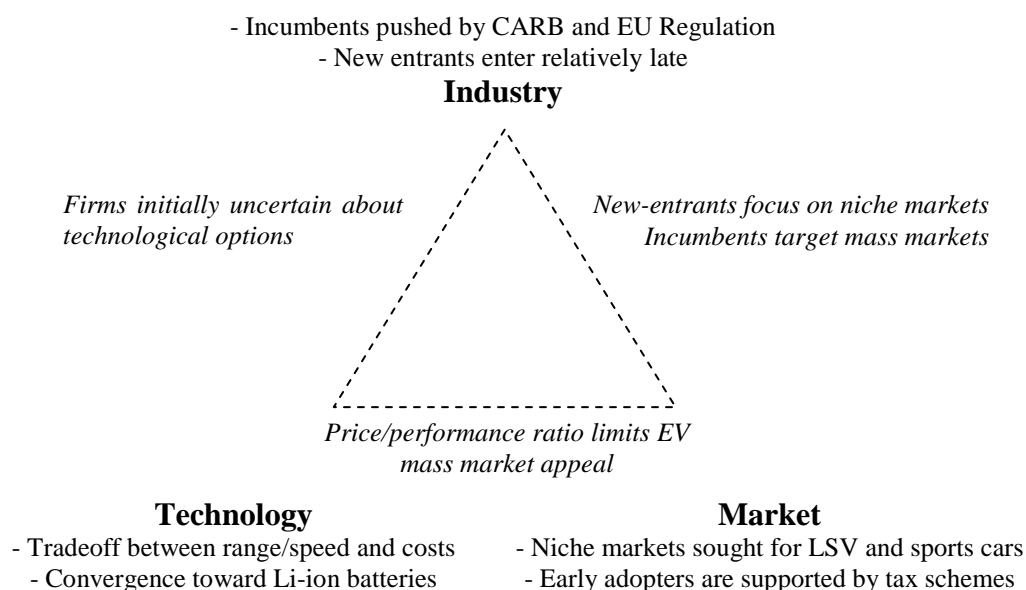 - Incumbents pushed by CARB and EU Regulation
- New entrants enter relatively late
Industry
Firms initially uncertain about
technological options
New-entrants focus on niche markets
Incumbents target mass markets
Price/performance ratio limits EV
mass market appeal
Technology
- Tradeoff between range/speed and costs
- Convergence toward Li-ion batteries
Market
- Niche markets sought for LSV and sports cars
- Early adopters are supported by tax schemes